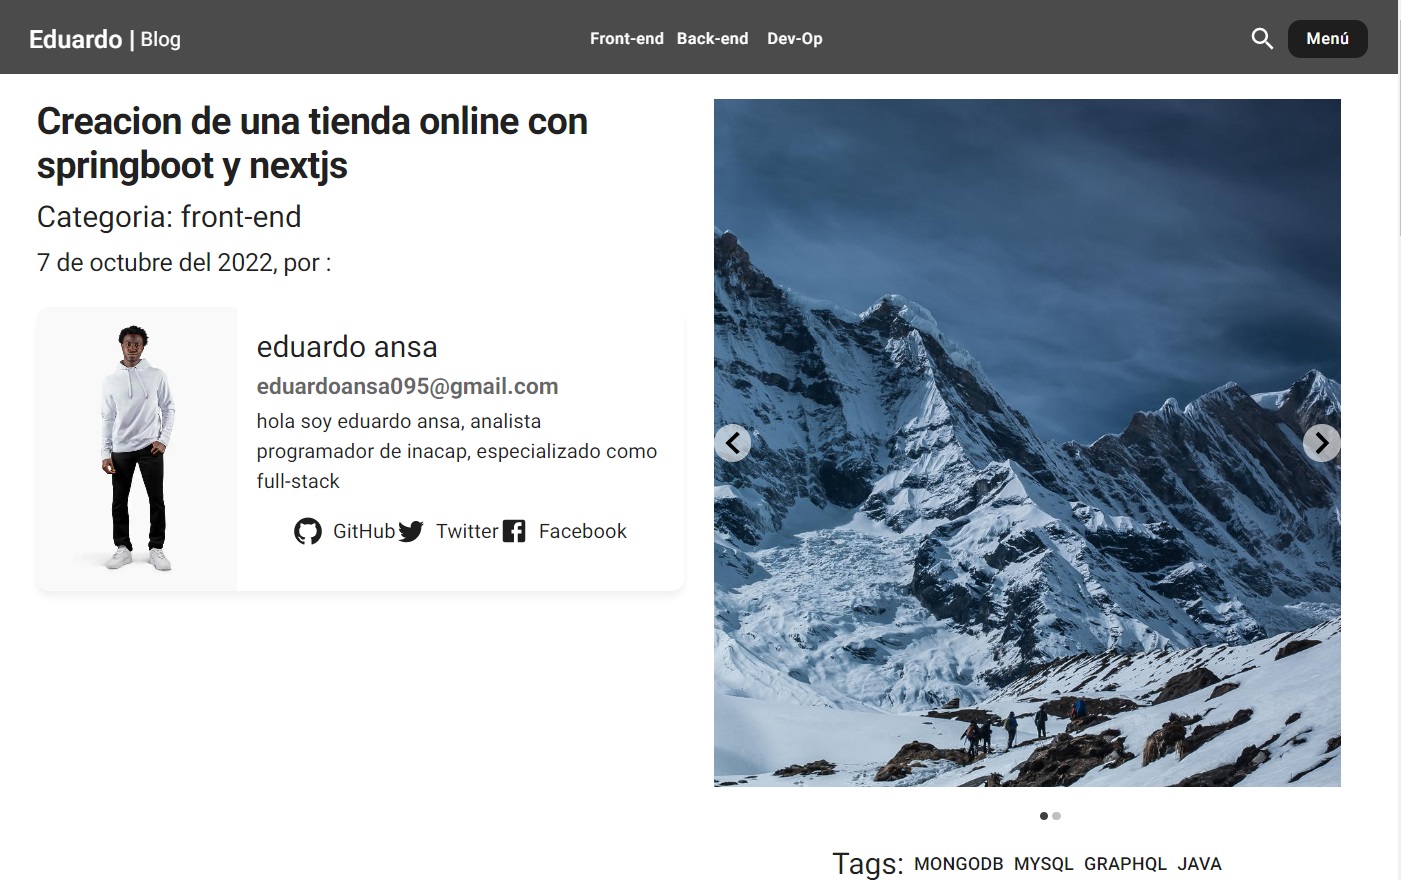 Eduardo | Blog
Front-end Back-end Dev-Op
Menú
Creacion de una tienda online con
springboot y nextjs
Categoria: front-end
7 de octubre del 2022, por :
eduardo ansa
eduardoansa095@gmail.com
hola soy eduardo ansa, analista
programador de inacap, especializado como
full-stack
GitHub Twitter Facebook
Tags: MONGODB MYSQL GRAPHQL JAVA